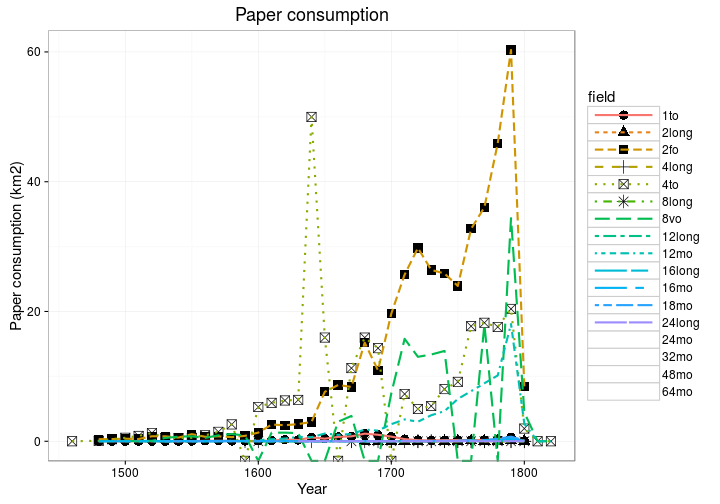 Paper consumption
Paper consumption (km2)
60
40
20
0
1500
1600
1700
1800
Year
field
1to
2long
2fo
4long
4to
8long
8vo
12long
12mo
16long
16mo
18mo
24long
24mo
32mo
48mo
64mo